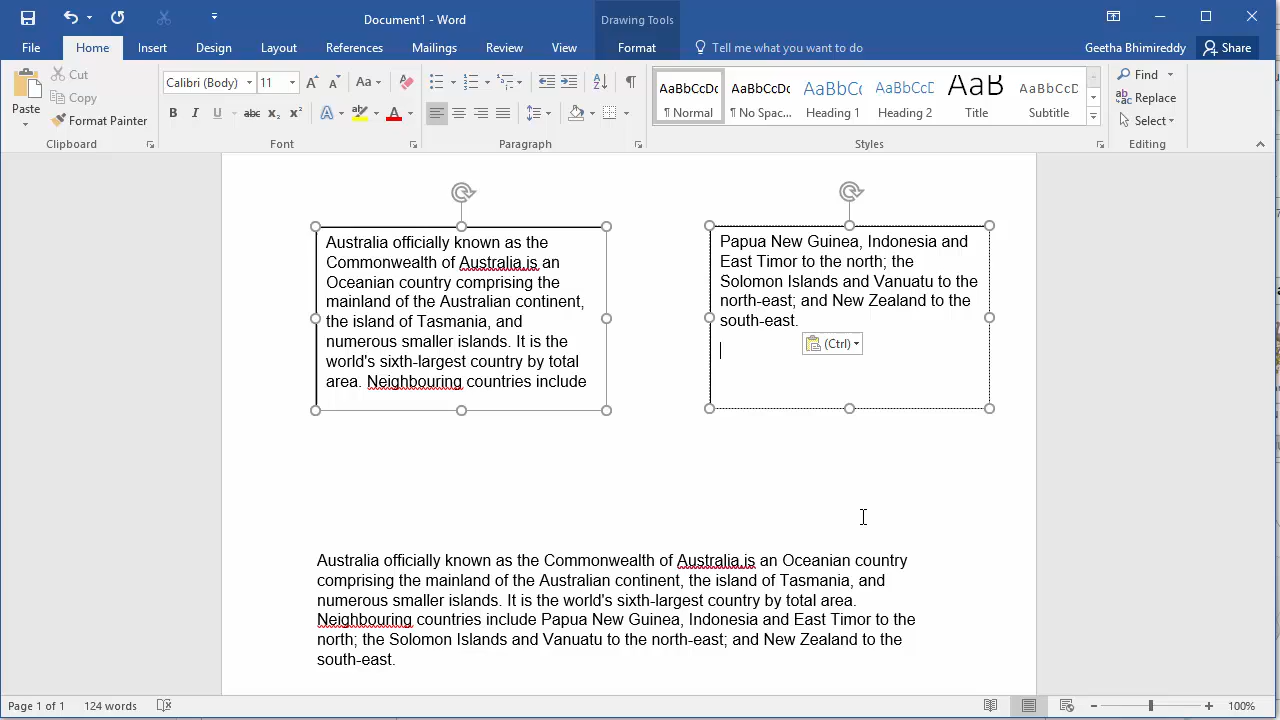 Document1 - Word
Drawing Tools
File
Home
Insert
Design
Layout
References
Mailings
Review
View
Format
Tell me what you want to do
Geetha Bhimireddy
Share
Paste
Cut
Copy
Format Painter
Clipboard
Calibri (Body)
11
Aa
B I U abc X₂ X²
A
A
Font
Paragraph
AaBbCcDc
¶ Normal
AaBbCcDc
¶ No Spac...
AaBbCc
Heading 1
AaBbCcD
Heading 2
AaB
Title
AaBbCcD
Subtitle
Styles
Find
Replace
Select
Editing
Australia officially known as the
Commonwealth of Australia,is an
Oceanian country comprising the
mainland of the Australian continent,
the island of Tasmania, and
numerous smaller islands. It is the
world's sixth-largest country by total
area. Neighbouring countries include
Papua New Guinea, Indonesia and
East Timor to the north; the
Solomon Islands and Vanuatu to the
north-east; and New Zealand to the
south-east.
(Ctrl)
Australia officially known as the Commonwealth of Australia,is an Oceanian country
comprising the mainland of the Australian continent, the island of Tasmania, and
numerous smaller islands. It is the world's sixth-largest country by total area.
Neighbouring countries include Papua New Guinea, Indonesia and East Timor to the
north; the Solomon Islands and Vanuatu to the north-east; and New Zealand to the
south-east.
Page 1 of 1
124 words
100%